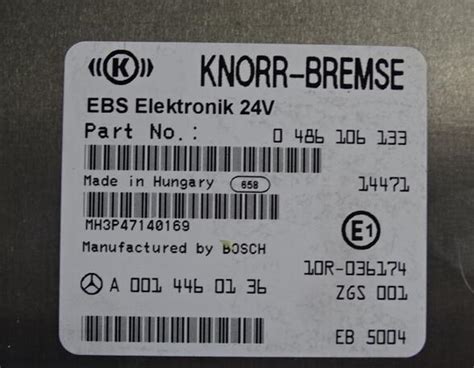 K KNORR-BREMSE
EBS Elektronik 24V
Part No.: 0 486 106 133
Made in Hungary 658 14471
MH3P47140169
Manufactured by BOSCH
E1
10R-036174
A 001 446 01 36 ZGS 001
EB 5004